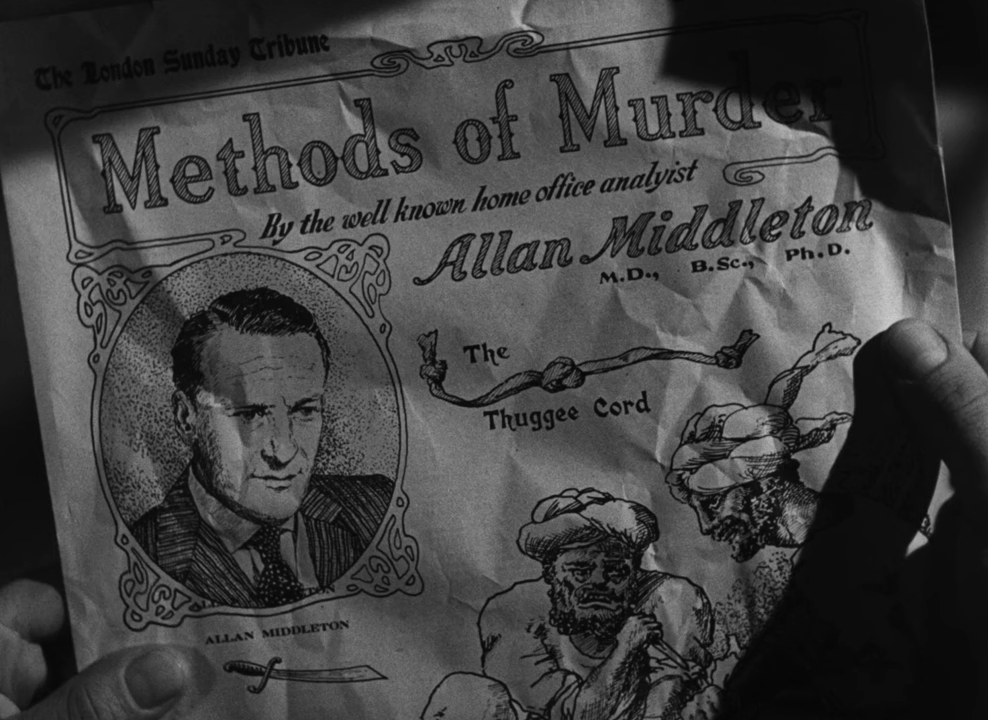 The London Sunday Tribune
Methods of Murder
By the well known home office analyist
Allan Middleton
M.D., B.Sc., Ph.D.
The
Thuggee Cord
ALLAN MIDDLETON